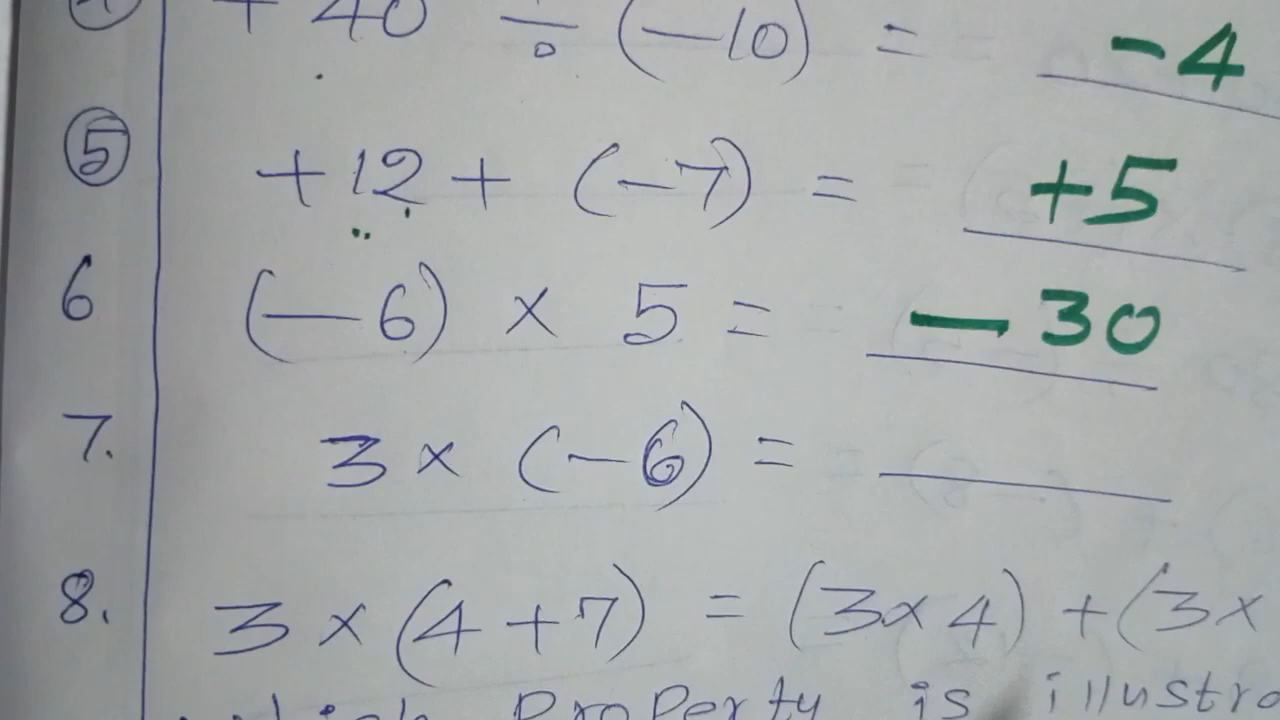 + 40 ÷ (-10) = -4
5 +12 + (-7) = +5
6 (-6) × 5 = -30
7. 3 × (-6) =
8. 3 × (4 + 7) = (3 × 4) + (3 ×
Property is illustra